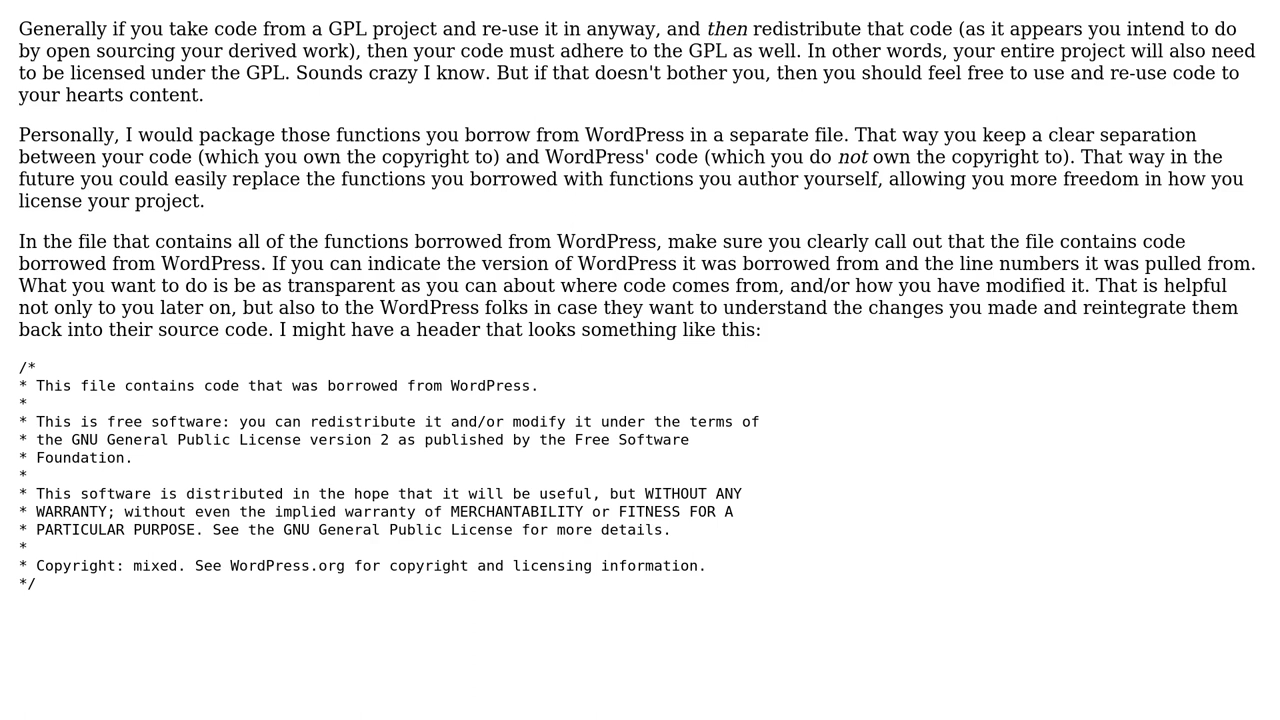 Generally if you take code from a GPL project and re-use it in anyway, and then redistribute that code (as it appears you intend to do
by open sourcing your derived work), then your code must adhere to the GPL as well. In other words, your entire project will also need
to be licensed under the GPL. Sounds crazy I know. But if that doesn't bother you, then you should feel free to use and re-use code to
your hearts content.
Personally, I would package those functions you borrow from WordPress in a separate file. That way you keep a clear separation
between your code (which you own the copyright to) and WordPress' code (which you do not own the copyright to). That way in the
future you could easily replace the functions you borrowed with functions you author yourself, allowing you more freedom in how you
license your project.
In the file that contains all of the functions borrowed from WordPress, make sure you clearly call out that the file contains code
borrowed from WordPress. If you can indicate the version of WordPress it was borrowed from and the line numbers it was pulled from.
What you want to do is be as transparent as you can about where code comes from, and/or how you have modified it. That is helpful
not only to you later on, but also to the WordPress folks in case they want to understand the changes you made and reintegrate them
back into their source code. I might have a header that looks something like this:
/*
* This file contains code that was borrowed from WordPress.
*
* This is free software: you can redistribute it and/or modify it under the terms of
* the GNU General Public License version 2 as published by the Free Software
* Foundation.
*
* This software is distributed in the hope that it will be useful, but WITHOUT ANY
* WARRANTY; without even the implied warranty of MERCHANTABILITY or FITNESS FOR A
* PARTICULAR PURPOSE. See the GNU General Public License for more details.
*
* Copyright: mixed. See WordPress.org for copyright and licensing information.
*/